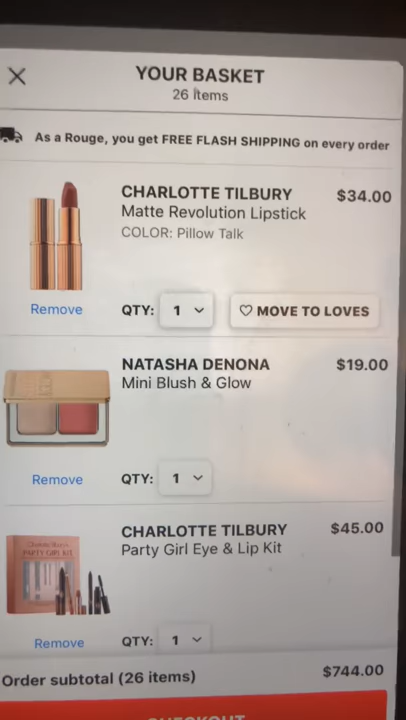 YOUR BASKET
26 items
As a Rouge, you get FREE FLASH SHIPPING on every order
CHARLOTTE TILBURY $34.00
Matte Revolution Lipstick
COLOR: Pillow Talk
Remove QTY: 1 MOVE TO LOVES
NATASHA DENONA $19.00
Mini Blush & Glow
Remove QTY: 1
CHARLOTTE TILBURY $45.00
Party Girl Eye & Lip Kit
PARTY GIRL KIT
Remove QTY: 1
Order subtotal (26 items) $744.00
CHECKOUT